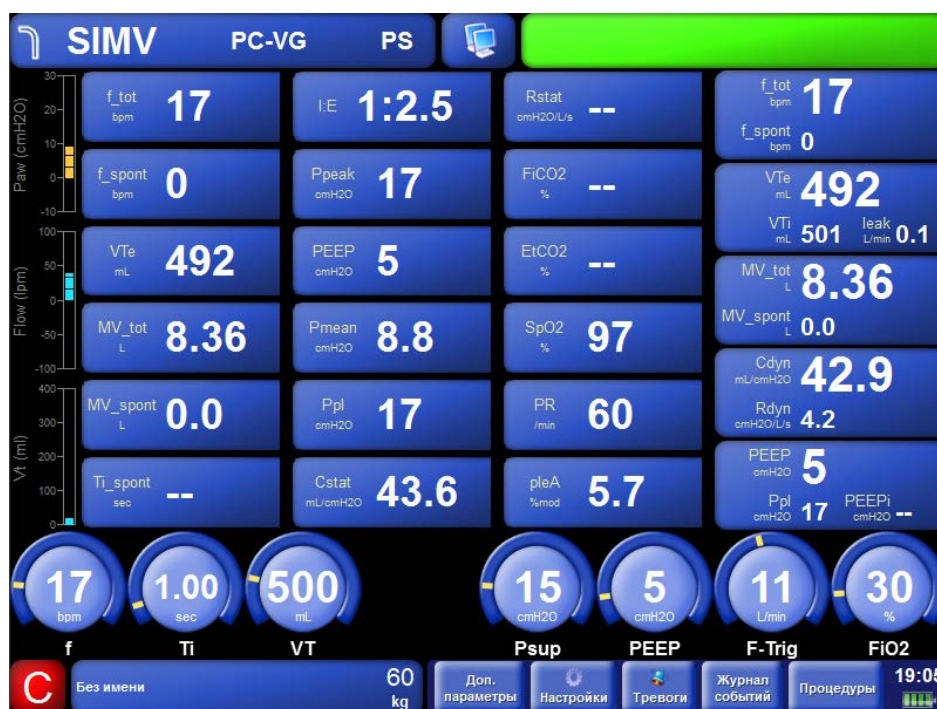 SIMV PC-VG PS
Paw (cmH2O)
30
20
10
0
-10
Flow (lpm)
100
50
0
-50
-100
Vt (ml)
400
300
200
100
0
f_tot
bpm
17
f_spont
bpm
0
VTe
mL
492
MV_tot
L
8.36
MV_spont
L
0.0
Ti_spont
sec
--
I:E
1:2.5
Ppeak
cmH2O
17
PEEP
cmH2O
5
Pmean
cmH2O
8.8
Ppl
cmH2O
17
Cstat
mL/cmH2O
43.6
Rstat
cmH2O/L/s
--
FiCO2
%
--
EtCO2
%
--
SpO2
%
97
PR
/min
60
pleA
%mod
5.7
f_tot
bpm
17
f_spont
bpm
0
VTe
mL
492
VTi
mL
501
leak
L/min
0.1
MV_tot
L
8.36
MV_spont
L
0.0
Cdyn
mL/cmH2O
42.9
Rdyn
cmH2O/L/s
4.2
PEEP
cmH2O
5
Ppl
cmH2O
17
PEEPi
cmH2O
--
17
bpm
f
1.00
sec
Ti
500
mL
VT
15
cmH2O
Psup
5
cmH2O
PEEP
11
L/min
F-Trig
30
%
FiO2
C
Без имени
60
kg
Доп.
параметры
Настройки
Тревоги
Журнал
событий
Процедуры
19:05